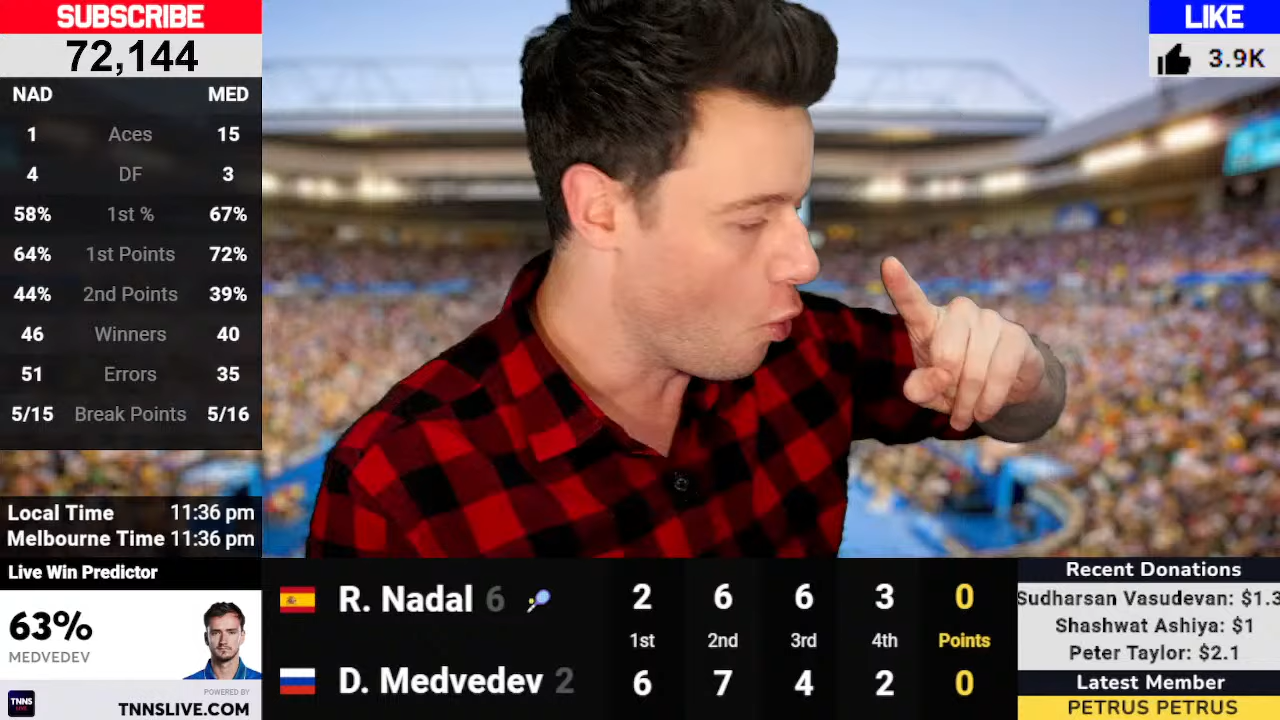 SUBSCRIBE
72,144
NAD MED
1 Aces 15
4 DF 3
58% 1st % 67%
64% 1st Points 72%
44% 2nd Points 39%
46 Winners 40
51 Errors 35
5/15 Break Points 5/16
Local Time 11:36 pm
Melbourne Time 11:36 pm
Live Win Predictor
63%
MEDVEDEV
POWERED BY
TNNS
LIVE
TNNSLIVE.COM
LIKE
3.9K
R. Nadal 6 2 6 6 3 0
1st 2nd 3rd 4th Points
D. Medvedev 2 6 7 4 2 0
Recent Donations
Sudharsan Vasudevan: $1.3
Shashwat Ashiya: $1
Peter Taylor: $2.1
Latest Member
PETRUS PETRUS